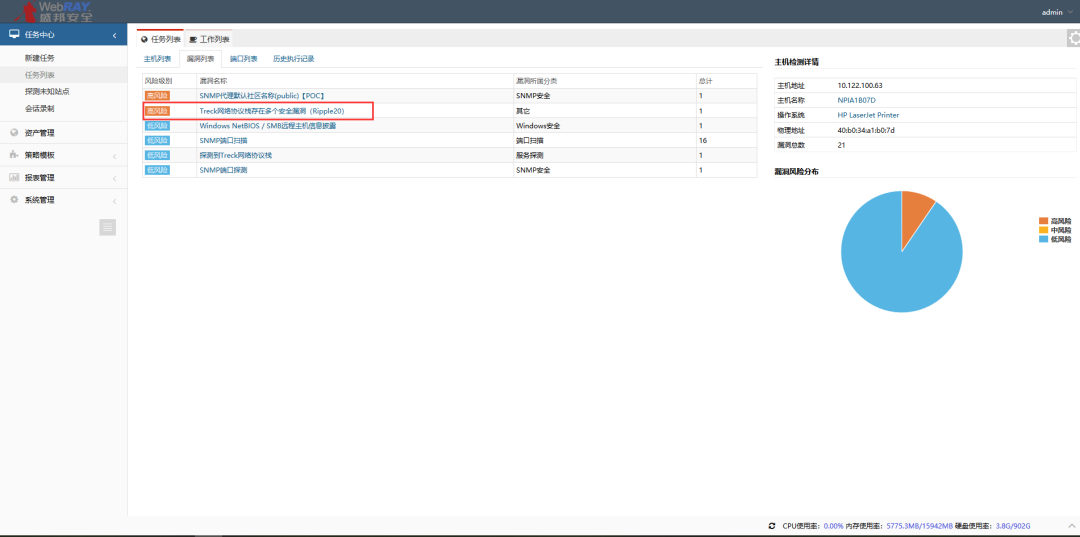 WebRAY.
盛邦安全
admin
任务中心
新建任务
任务列表
探测未知站点
会话录制
资产管理
策略模板
报表管理
系统管理
任务列表 工作列表
主机列表 漏洞列表 端口列表 历史执行记录
风险级别 漏洞名称 漏洞所属分类 总计
高风险 SNMP代理默认社区名称(public)【POC】 SNMP安全 1
高风险 Treck网络协议栈存在多个安全漏洞（Ripple20） 其它 1
低风险 Windows NetBIOS / SMB远程主机信息披露 Windows安全 1
低风险 SNMP端口扫描 端口扫描 16
低风险 探测到Treck网络协议栈 服务探测 1
低风险 SNMP端口探测 SNMP安全 1
主机检测详情
主机地址 10.122.100.63
主机名称 NPIA1B07D
操作系统 HP LaserJet Printer
物理地址 40:b0:34:a1:b0:7d
漏洞总数 21
漏洞风险分布
高风险
中风险
低风险
CPU使用率：0.00% 内存使用率：5775.3MB/15942MB 硬盘使用率：3.8G/902G